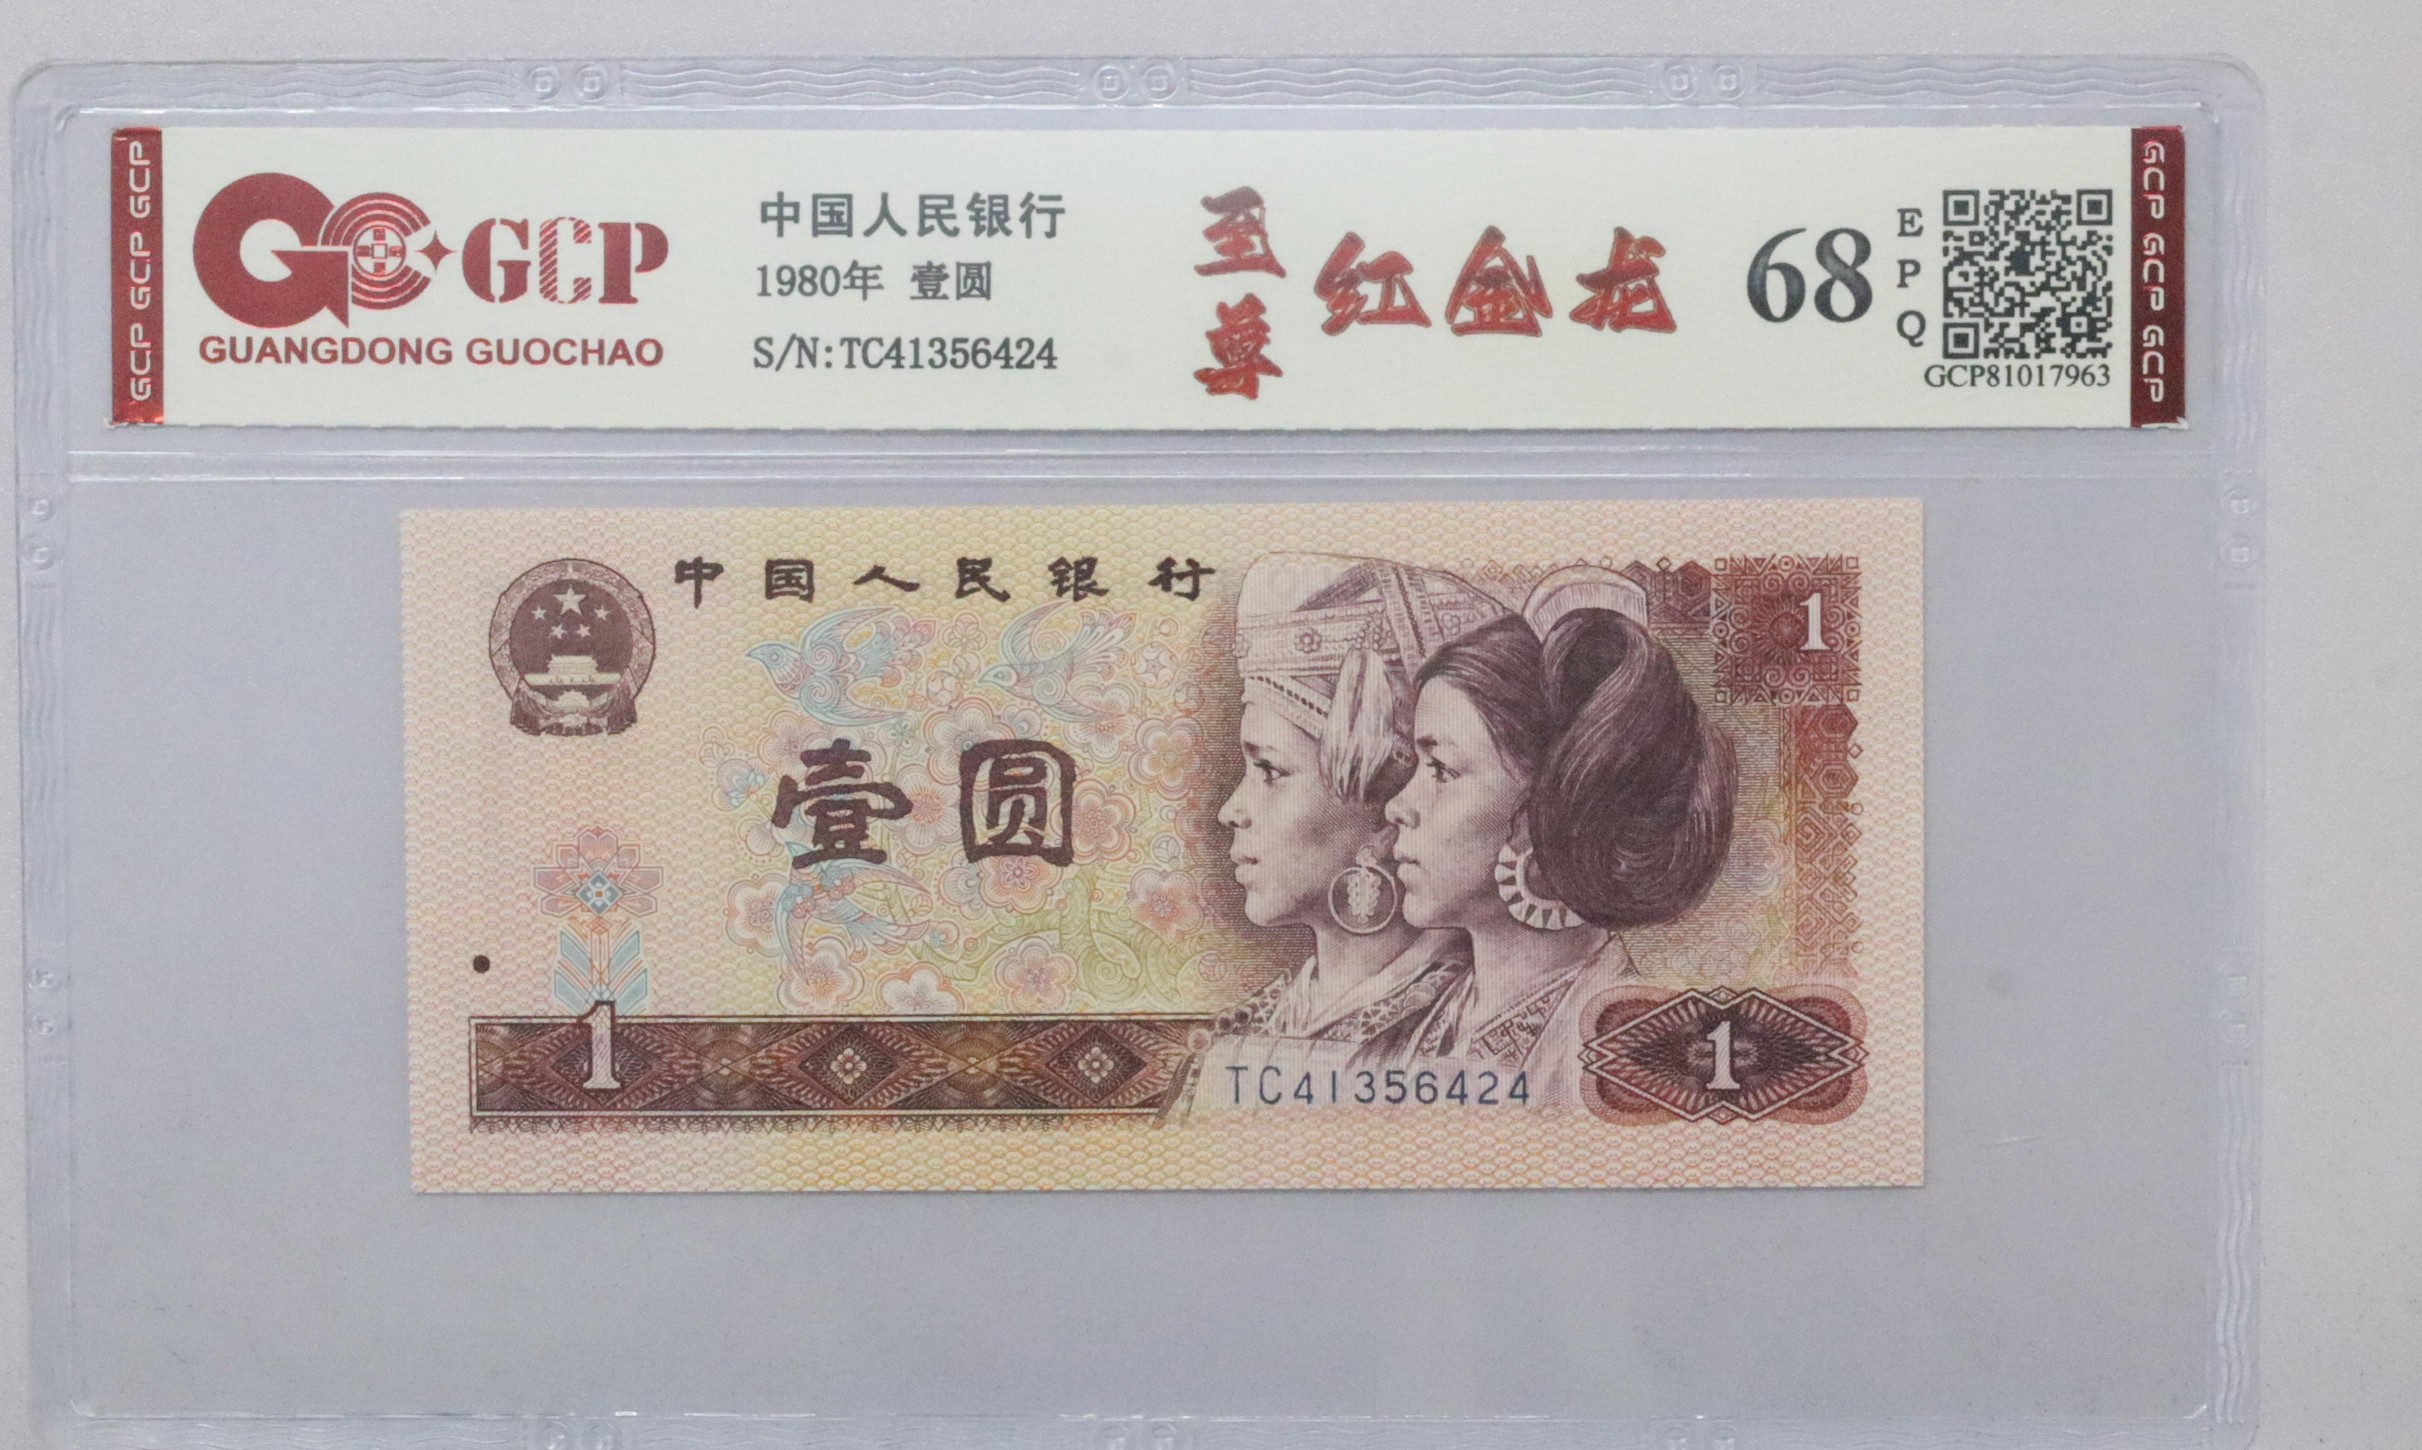 GCP GCP GCP
GCP
GUANGDONG GUOCHAO
中国人民银行
1980年 壹圆
S/N:TC41356424
至尊
红金龙
68
EPQ
GCP81017963
GCP GCP GCP
中国人民银行
1
壹圆
1
TC41356424
1